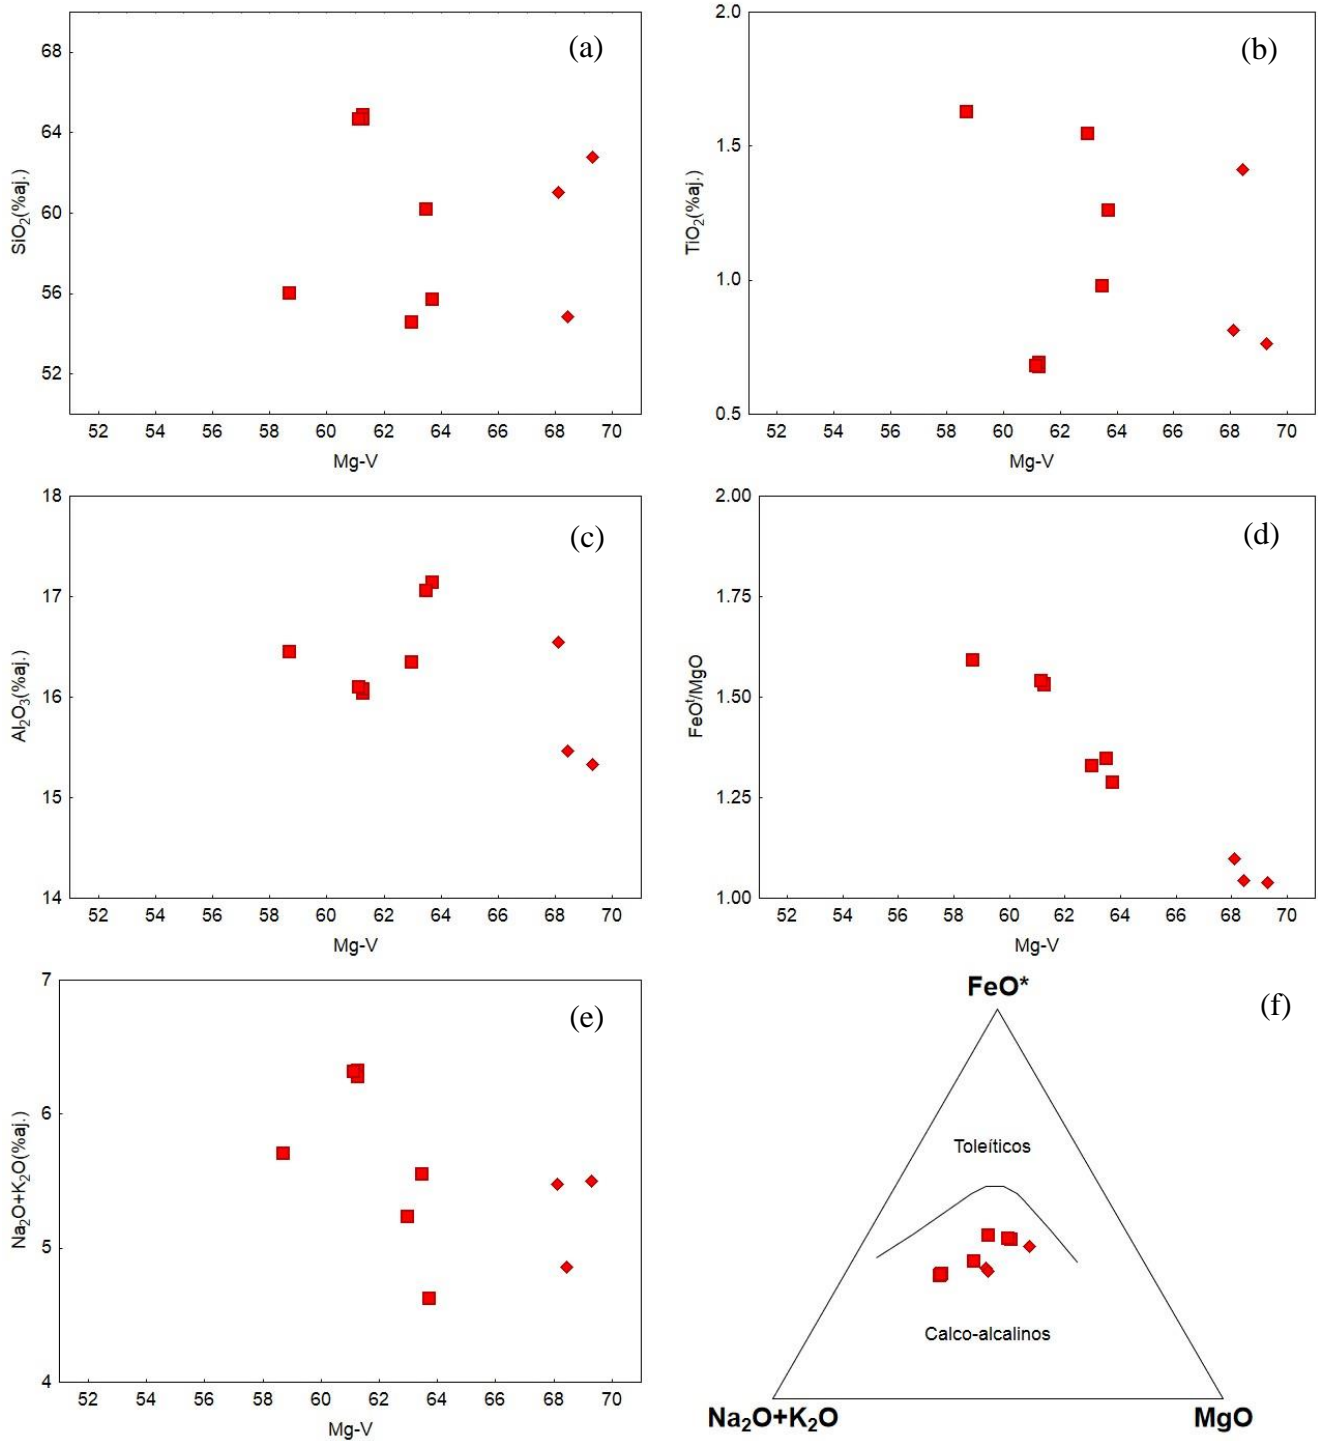 (a)
SiO₂(%aj.)
68
64
60
56
52
52 54 56 58 60 62 64 66 68 70
Mg-V
(b)
TiO₂(%aj.)
2.0
1.5
1.0
0.5
52 54 56 58 60 62 64 66 68 70
Mg-V
(c)
Al₂O₃(%aj.)
18
17
16
15
14
52 54 56 58 60 62 64 66 68 70
Mg-V
(d)
FeOᵗ/MgO
2.00
1.75
1.50
1.25
1.00
52 54 56 58 60 62 64 66 68 70
Mg-V
(e)
Na₂O+K₂O(%aj.)
7
6
5
4
52 54 56 58 60 62 64 66 68 70
Mg-V
(f)
FeO*
Toleíticos
Calco-alcalinos
Na₂O+K₂O MgO